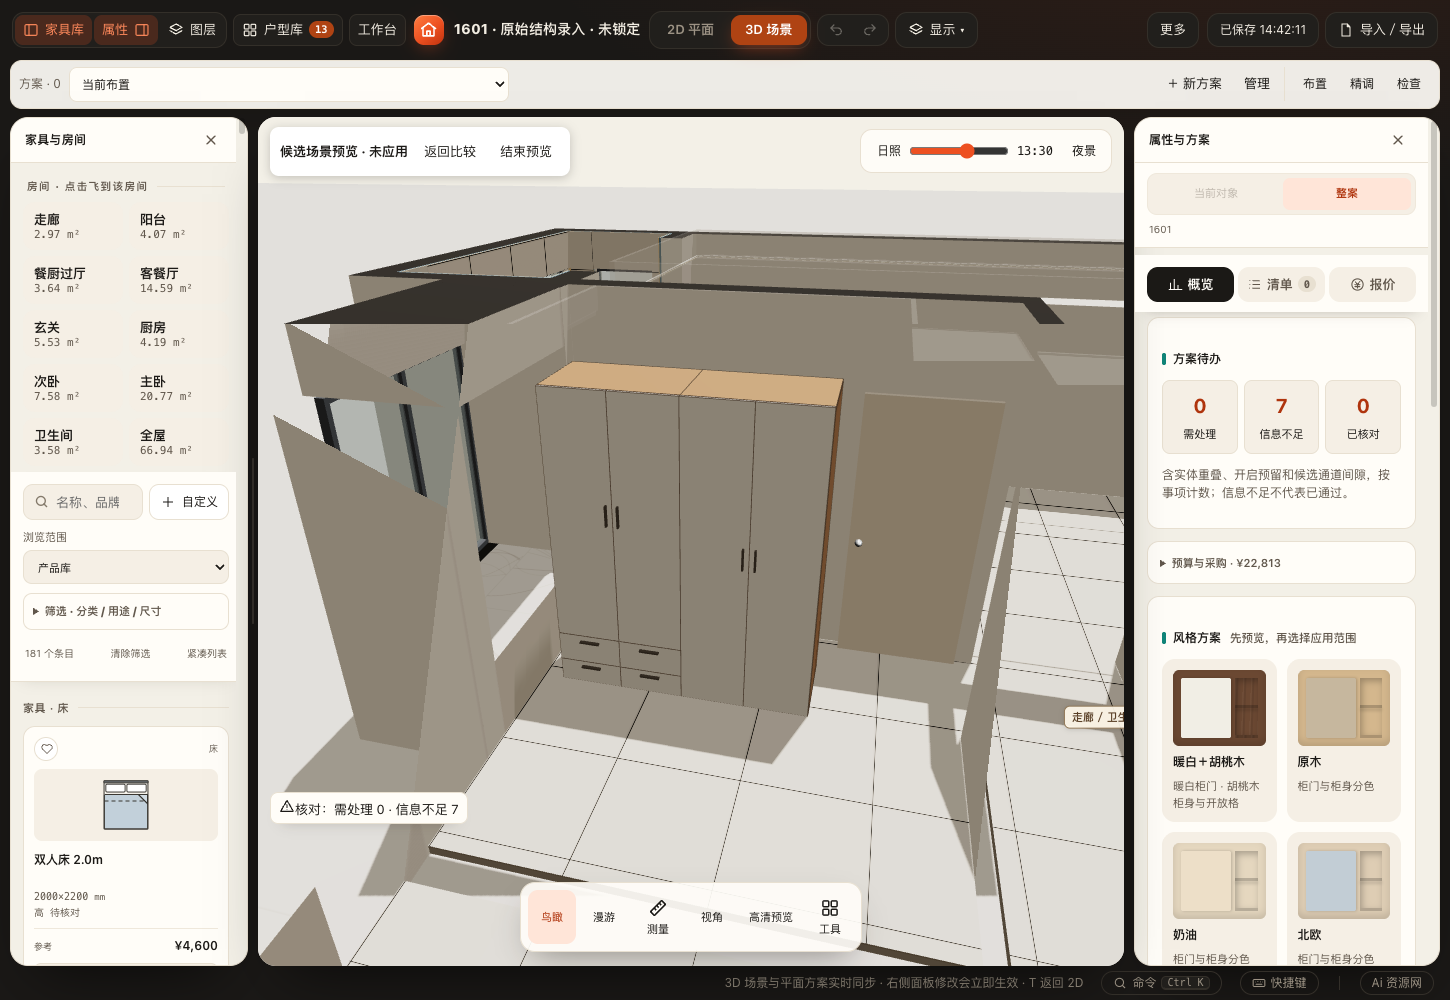 家具库 属性 图层 户型库 13 工作台 1601 · 原始结构录入 · 未锁定 2D 平面 3D 场景 显示 ▾ 更多 已保存 14:42:11 导入 / 导出
方案 · 0 当前布置 + 新方案 管理 布置 精调 检查
家具与房间
房间 · 点击飞到该房间
走廊 阳台
2.97 m² 4.07 m²
餐厨过厅 客餐厅
3.64 m² 14.59 m²
玄关 厨房
5.53 m² 4.19 m²
次卧 主卧
7.58 m² 20.77 m²
卫生间 全屋
3.58 m² 66.94 m²
名称、品牌 自定义
浏览范围
产品库
筛选 · 分类 / 用途 / 尺寸
181 个条目 清除筛选 紧凑列表
家具 · 床
床
双人床 2.0m
2000×2200 mm
高 待核对
参考 ¥4,600
候选场景预览 · 未应用 返回比较 结束预览
日照 13:30 夜景
走廊 / 卫生
核对：需处理 0 · 信息不足 7
鸟瞰 漫游 测量 视角 高清预览 工具
属性与方案
当前对象 整案
1601
概览 清单 0 报价
方案待办
0 7 0
需处理 信息不足 已核对
含实体重叠、开启预留和候选通道间隙，按
事项计数；信息不足不代表已通过。
预算与采购 · ¥22,813
风格方案 先预览，再选择应用范围
暖白＋胡桃木 原木
暖白柜门 · 胡桃木 柜门与柜身分色
柜身与开放格
奶油 北欧
柜门与柜身分色 柜门与柜身分色
3D 场景与平面方案实时同步 · 右侧面板修改会立即生效 · T 返回 2D 命令 Ctrl K 快捷键 Ai 资源网